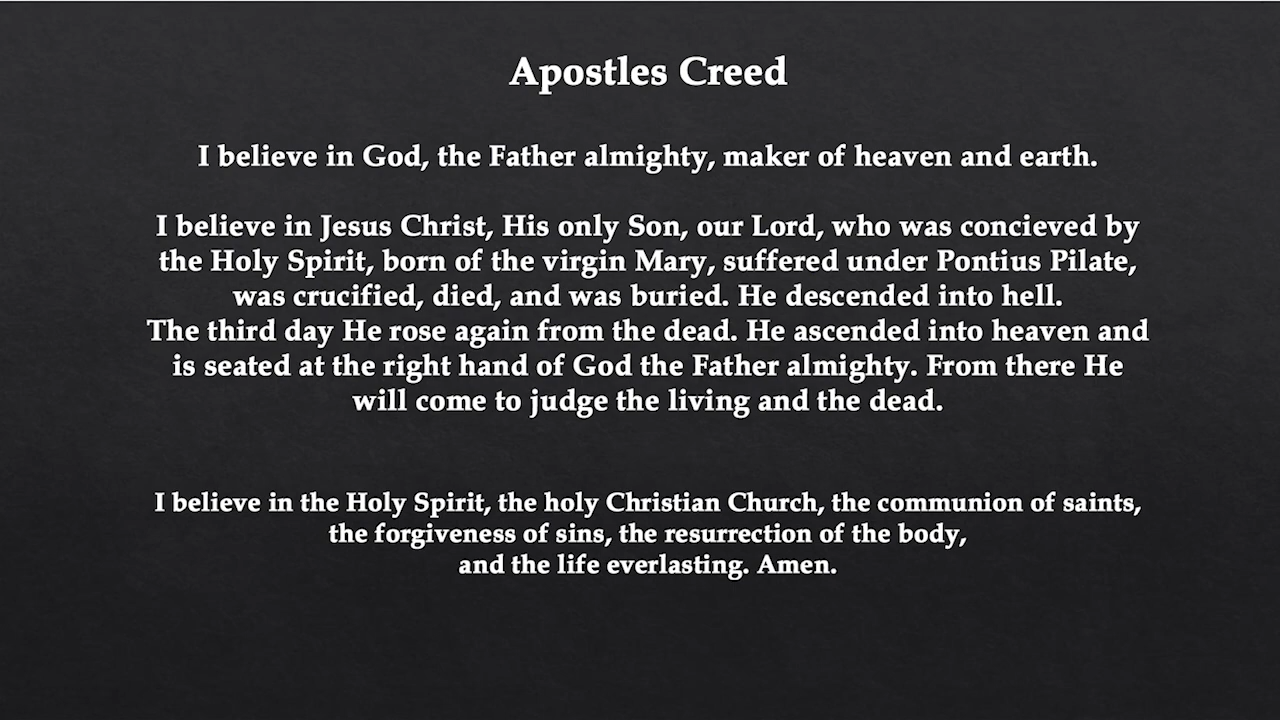 Apostles Creed
I believe in God, the Father almighty, maker of heaven and earth.
I believe in Jesus Christ, His only Son, our Lord, who was concieved by
the Holy Spirit, born of the virgin Mary, suffered under Pontius Pilate,
was crucified, died, and was buried. He descended into hell.
The third day He rose again from the dead. He ascended into heaven and
is seated at the right hand of God the Father almighty. From there He
will come to judge the living and the dead.
I believe in the Holy Spirit, the holy Christian Church, the communion of saints,
the forgiveness of sins, the resurrection of the body,
and the life everlasting. Amen.